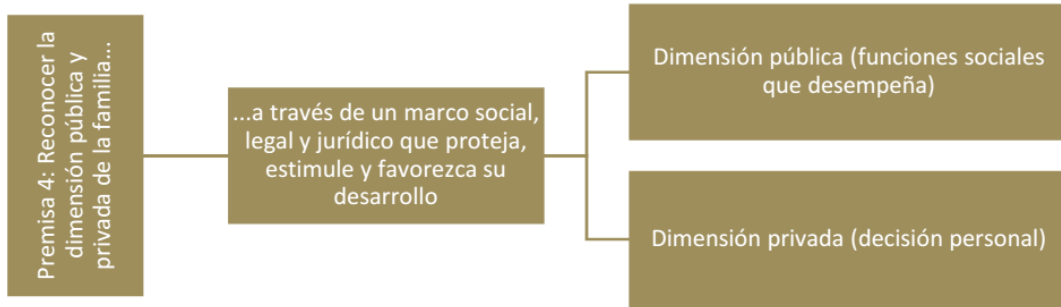 Premisa 4: Reconocer la
dimensión pública y
privada de la familia...
...a través de un marco social,
legal y jurídico que proteja,
estimule y favorezca su
desarrollo
Dimensión pública (funciones sociales
que desempeña)
Dimensión privada (decisión personal)